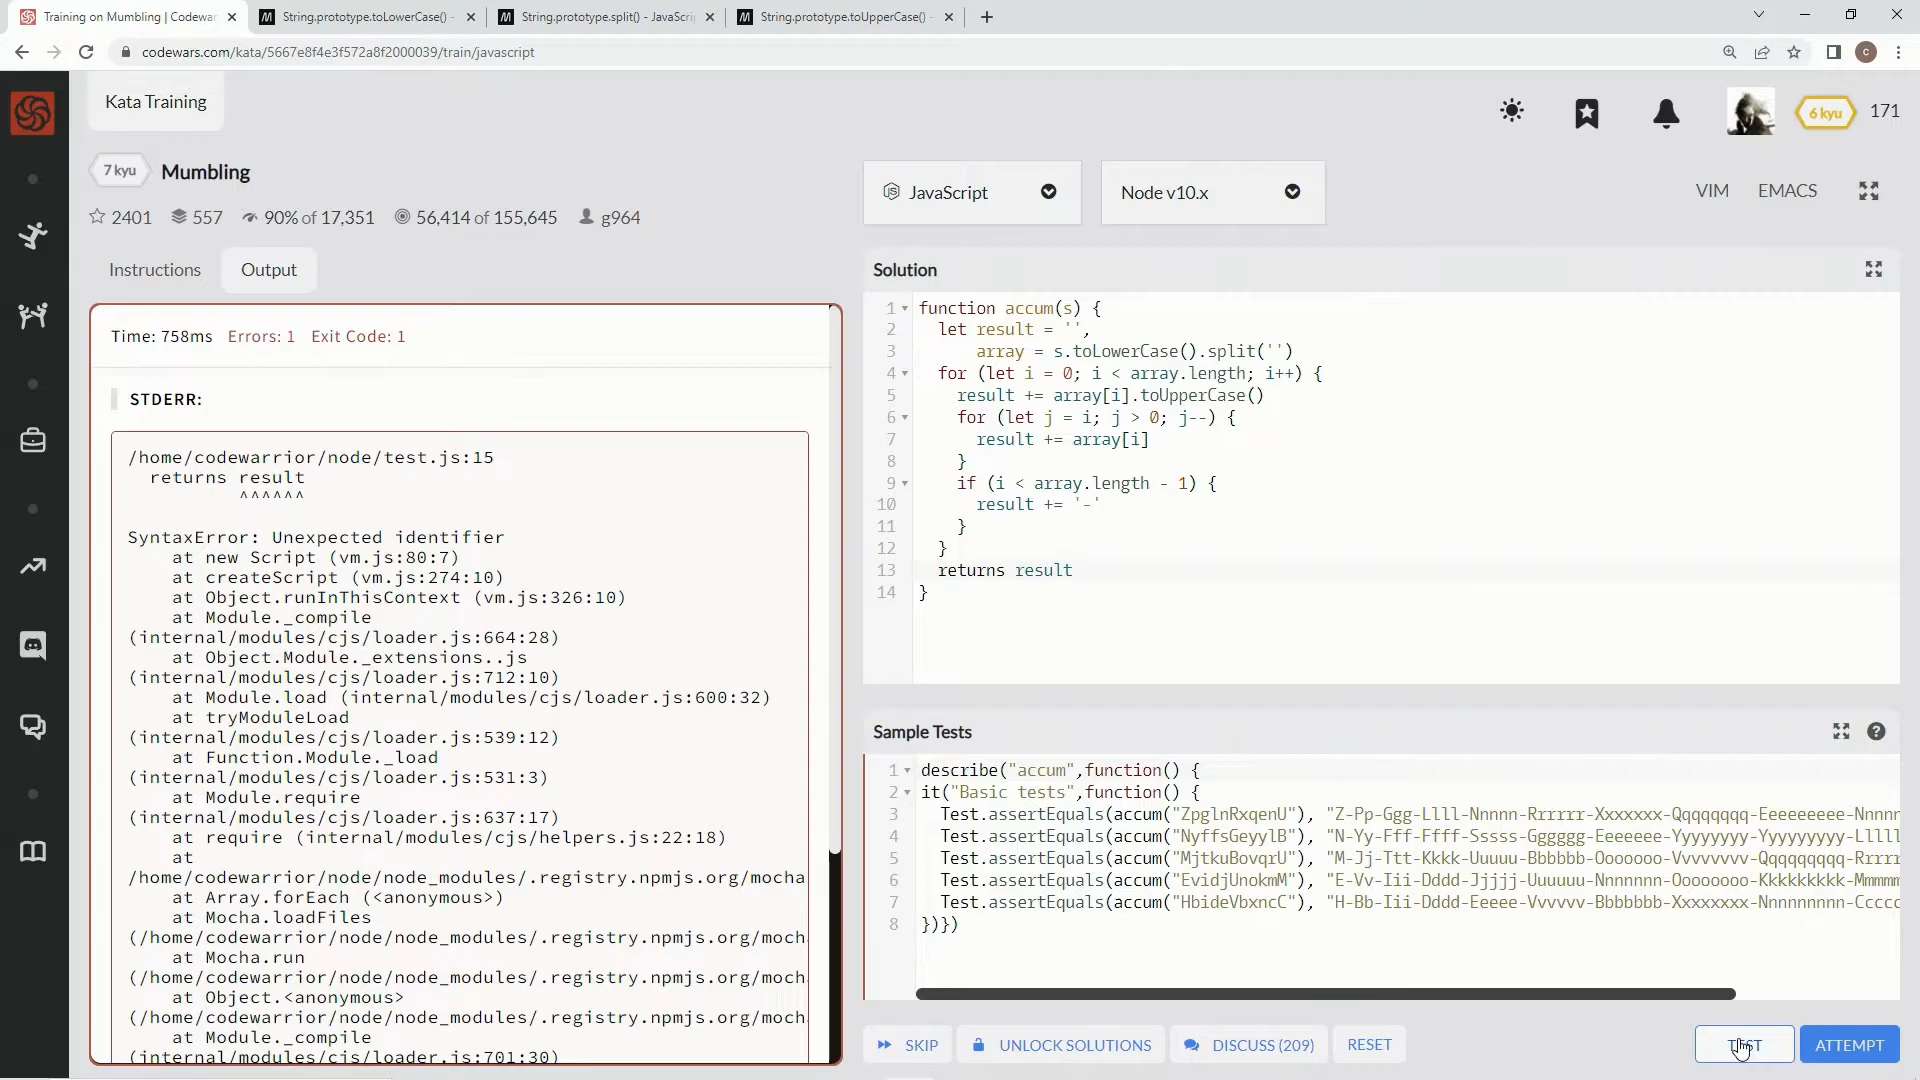 Training on Mumbling | Codewar
String.prototype.toLowerCase() -
String.prototype.split() - JavaScri
String.prototype.toUpperCase() -
codewars.com/kata/5667e8f4e3f572a8f2000039/train/javascript
C
Kata Training
6 kyu
171
7 kyu
Mumbling
2401
557
90% of 17,351
56,414 of 155,645
g964
JavaScript
Node v10.x
VIM
EMACS
Instructions
Output
Time: 758ms Errors: 1 Exit Code: 1
STDERR:
/home/codewarrior/node/test.js:15
returns result
^^^^^^
SyntaxError: Unexpected identifier
at new Script (vm.js:80:7)
at createScript (vm.js:274:10)
at Object.runInThisContext (vm.js:326:10)
at Module._compile
(internal/modules/cjs/loader.js:664:28)
at Object.Module._extensions..js
(internal/modules/cjs/loader.js:712:10)
at Module.load (internal/modules/cjs/loader.js:600:32)
at tryModuleLoad
(internal/modules/cjs/loader.js:539:12)
at Function.Module._load
(internal/modules/cjs/loader.js:531:3)
at Module.require
(internal/modules/cjs/loader.js:637:17)
at require (internal/modules/cjs/helpers.js:22:18)
at
/home/codewarrior/node/node_modules/.registry.npmjs.org/mocha
at Array.forEach (<anonymous>)
at Mocha.loadFiles
(/home/codewarrior/node/node_modules/.registry.npmjs.org/moch
at Mocha.run
(/home/codewarrior/node/node_modules/.registry.npmjs.org/moch
at Object.<anonymous>
(/home/codewarrior/node/node_modules/.registry.npmjs.org/moch
at Module._compile
(internal/modules/cjs/loader.js:701:30)
Solution
1 function accum(s) {
2 let result = '',
3 array = s.toLowerCase().split('')
4 for (let i = 0; i < array.length; i++) {
5 result += array[i].toUpperCase()
6 for (let j = i; j > 0; j--) {
7 result += array[i]
8 }
9 if (i < array.length - 1) {
10 result += '-'
11 }
12 }
13 returns result
14 }
Sample Tests
1 describe("accum",function() {
2 it("Basic tests",function() {
3 Test.assertEquals(accum("ZpglnRxqenU"), "Z-Pp-Ggg-Llll-Nnnnn-Rrrrrr-Xxxxxxx-Qqqqqqqq-Eeeeeeeee-Nnnnn
4 Test.assertEquals(accum("NyffsGeyylB"), "N-Yy-Fff-Ffff-Sssss-Gggggg-Eeeeeee-Yyyyyyyy-Yyyyyyyyy-Lllll
5 Test.assertEquals(accum("MjtkuBovqrU"), "M-Jj-Ttt-Kkkk-Uuuuu-Bbbbbb-Ooooooo-Vvvvvvvv-Qqqqqqqqq-Rrrrr
6 Test.assertEquals(accum("EvidjUnokmM"), "E-Vv-Iii-Dddd-Jjjjj-Uuuuuu-Nnnnnnn-Oooooooo-Kkkkkkkkk-Mmmmm
7 Test.assertEquals(accum("HbideVbxncC"), "H-Bb-Iii-Dddd-Eeeee-Vvvvvv-Bbbbbbb-Xxxxxxxx-Nnnnnnnnn-Ccccc
8 })})
SKIP
UNLOCK SOLUTIONS
DISCUSS (209)
RESET
TEST
ATTEMPT